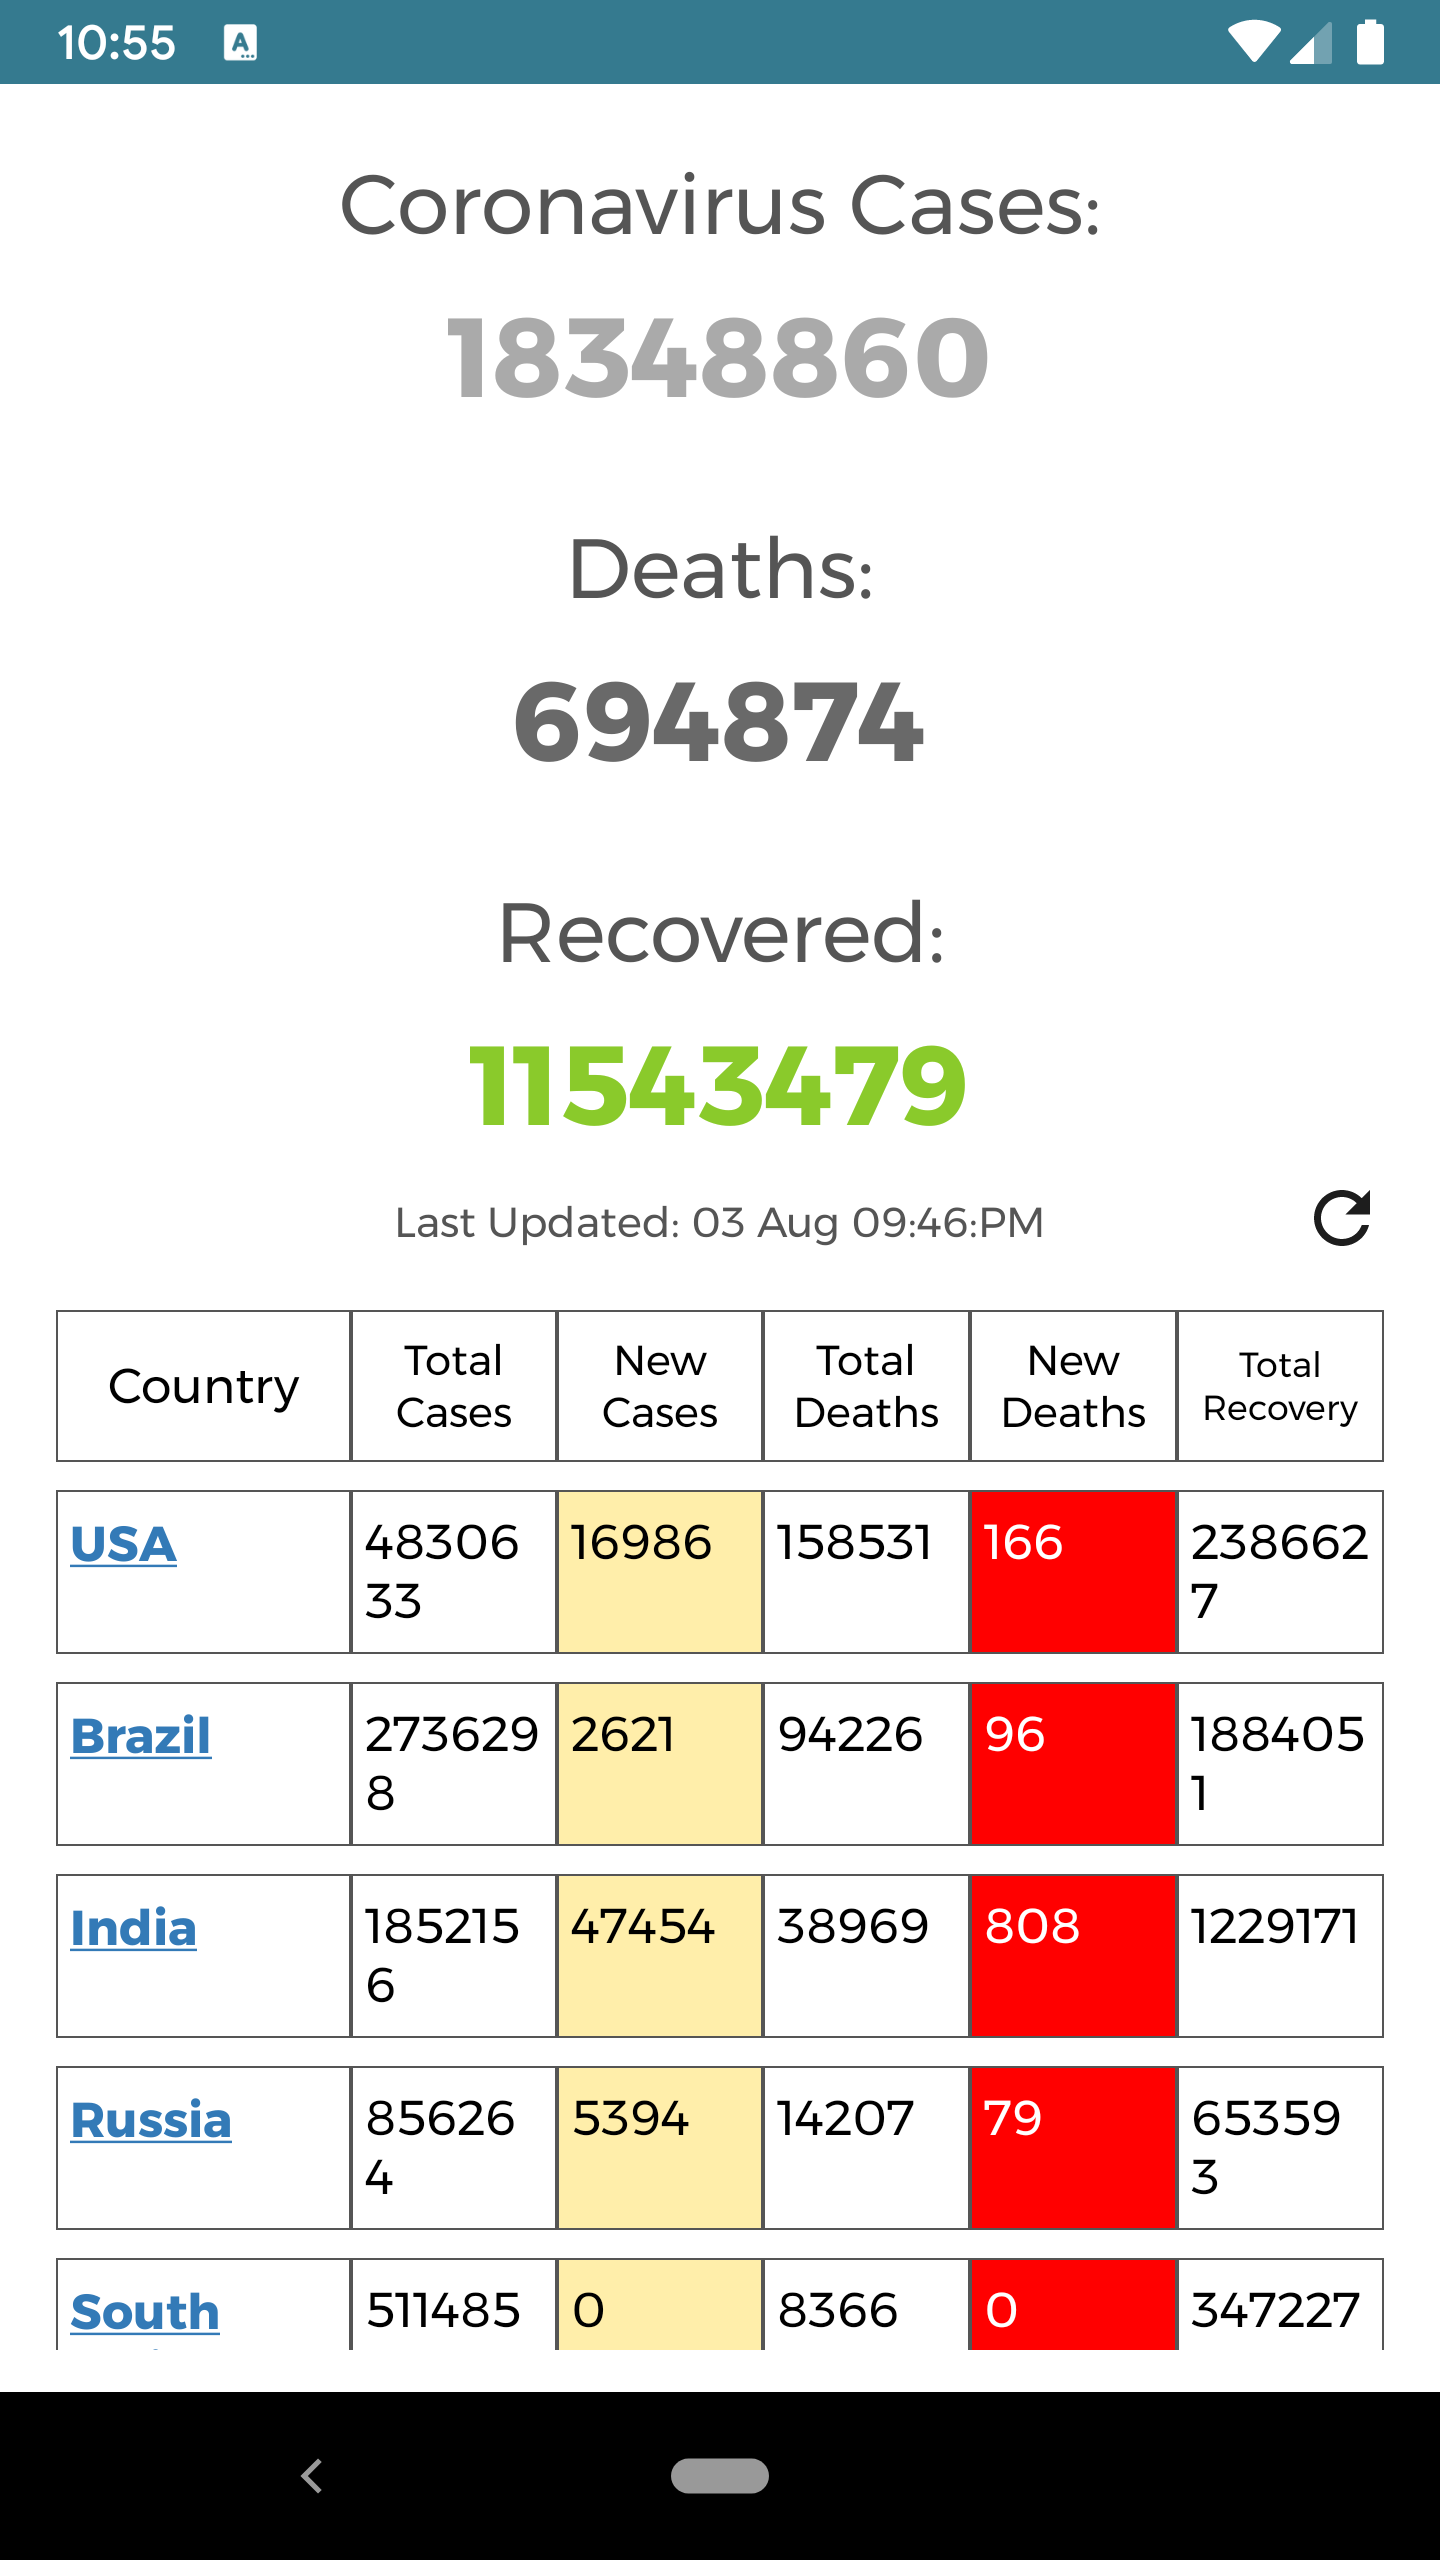 10:55
Coronavirus Cases:
18348860
Deaths:
694874
Recovered:
11543479
Last Updated: 03 Aug 09:46:PM
Country Total Cases New Cases Total Deaths New Deaths Total Recovery
USA 4830633 16986 158531 166 2386627
Brazil 2736298 2621 94226 96 1884051
India 1852156 47454 38969 808 1229171
Russia 856264 5394 14207 79 653593
South 511485 0 8366 0 347227